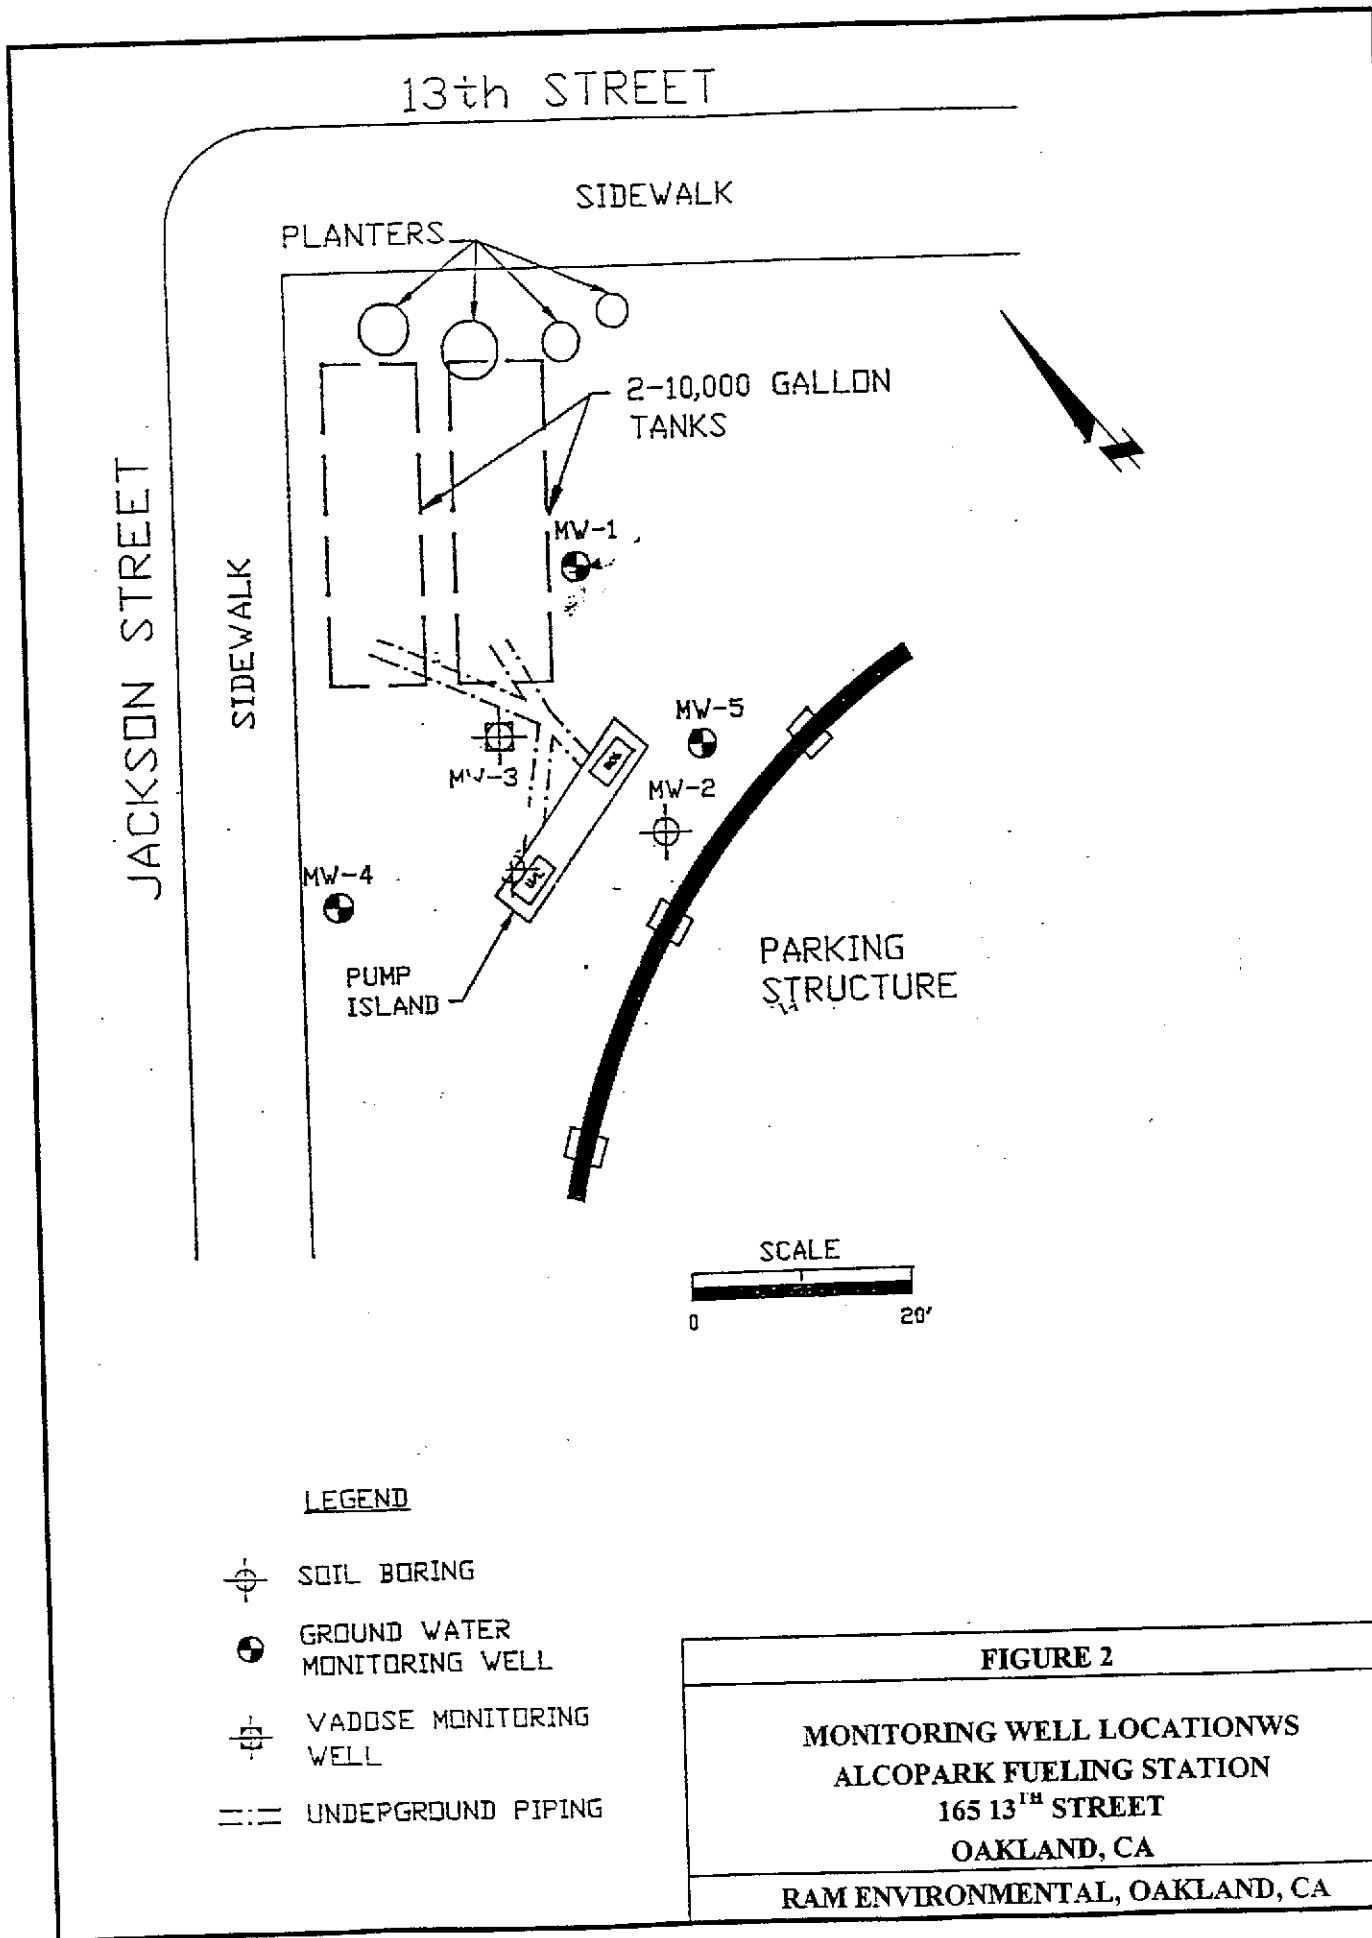 13th STREET
SIDEWALK
PLANTERS
2-10,000 GALLON
TANKS
MW-1
JACKSON STREET
SIDEWALK
MW-5
MW-3
MW-2
MW-4
PUMP
ISLAND
PARKING
STRUCTURE
SCALE
0 20'
LEGEND
SOIL BORING
GROUND WATER
MONITORING WELL
VADOSE MONITORING
WELL
UNDEPGROUND PIPING
FIGURE 2
MONITORING WELL LOCATIONWS
ALCOPARK FUELING STATION
165 13TH STREET
OAKLAND, CA
RAM ENVIRONMENTAL, OAKLAND, CA